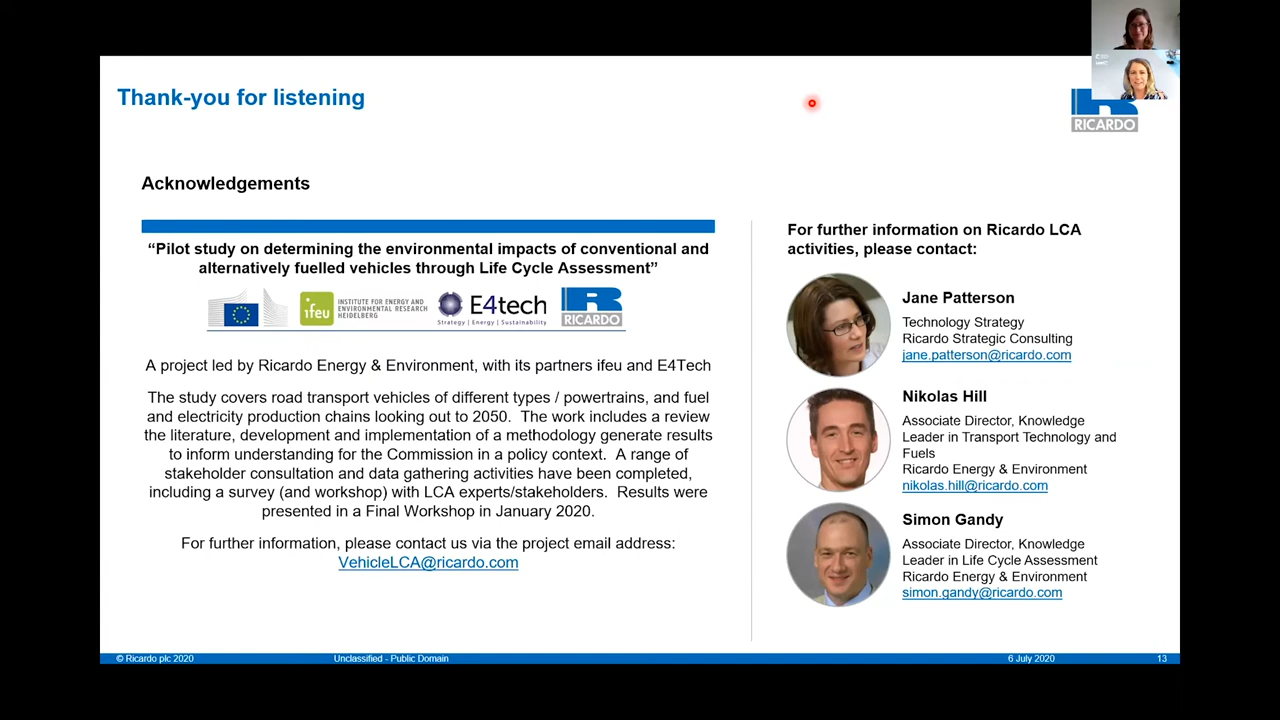 Thank-you for listening
RICARDO
Acknowledgements
“Pilot study on determining the environmental impacts of conventional and
alternatively fuelled vehicles through Life Cycle Assessment”
ifeu
INSTITUTE FOR ENERGY AND
ENVIRONMENTAL RESEARCH
HEIDELBERG
E4tech
Strategy | Energy | Sustainability
RICARDO
A project led by Ricardo Energy & Environment, with its partners ifeu and E4Tech
The study covers road transport vehicles of different types / powertrains, and fuel
and electricity production chains looking out to 2050.  The work includes a review
the literature, development and implementation of a methodology generate results
to inform understanding for the Commission in a policy context.  A range of
stakeholder consultation and data gathering activities have been completed,
including a survey (and workshop) with LCA experts/stakeholders.  Results were
presented in a Final Workshop in January 2020.
For further information, please contact us via the project email address:
VehicleLCA@ricardo.com
For further information on Ricardo LCA
activities, please contact:
Jane Patterson
Technology Strategy
Ricardo Strategic Consulting
jane.patterson@ricardo.com
Nikolas Hill
Associate Director, Knowledge
Leader in Transport Technology and
Fuels
Ricardo Energy & Environment
nikolas.hill@ricardo.com
Simon Gandy
Associate Director, Knowledge
Leader in Life Cycle Assessment
Ricardo Energy & Environment
simon.gandy@ricardo.com
© Ricardo plc 2020
Unclassified - Public Domain
6 July 2020
13